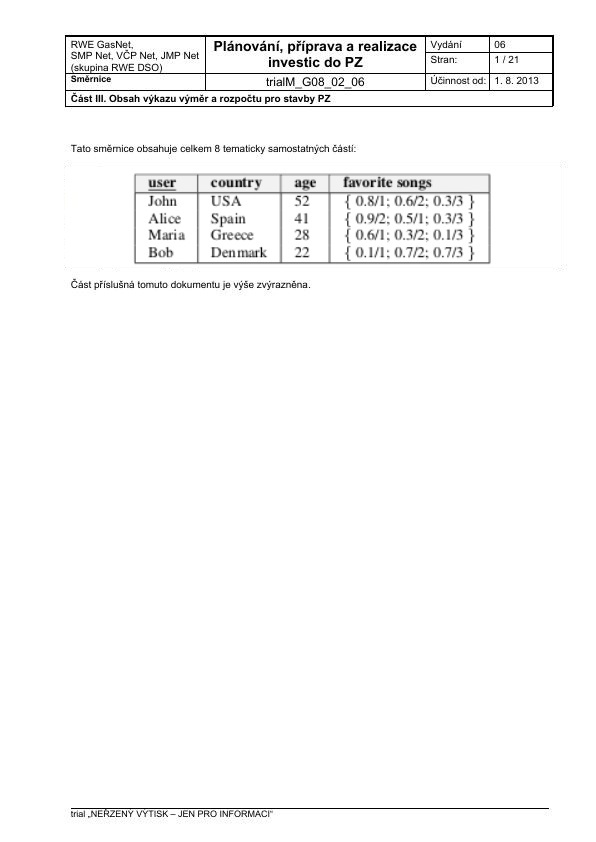 RWE GasNet,
SMP Net, VČP Net, JMP Net
(skupina RWE DSO)
Plánování, příprava a realizace
investic do PZ
Vydání 06
Stran: 1 / 21
Směrnice
trialM_G08_02_06
Účinnost od: 1. 8. 2013
Část III. Obsah výkazu výměr a rozpočtu pro stavby PZ
Tato směrnice obsahuje celkem 8 tematicky samostatných částí:
user country age favorite songs
John USA 52 { 0.8/1; 0.6/2; 0.3/3 }
Alice Spain 41 { 0.9/2; 0.5/1; 0.3/3 }
Maria Greece 28 { 0.6/1; 0.3/2; 0.1/3 }
Bob Denmark 22 { 0.1/1; 0.7/2; 0.7/3 }
Část příslušná tomuto dokumentu je výše zvýrazněna.
trial „NEŘÍZENÝ VÝTISK – JEN PRO INFORMACI“